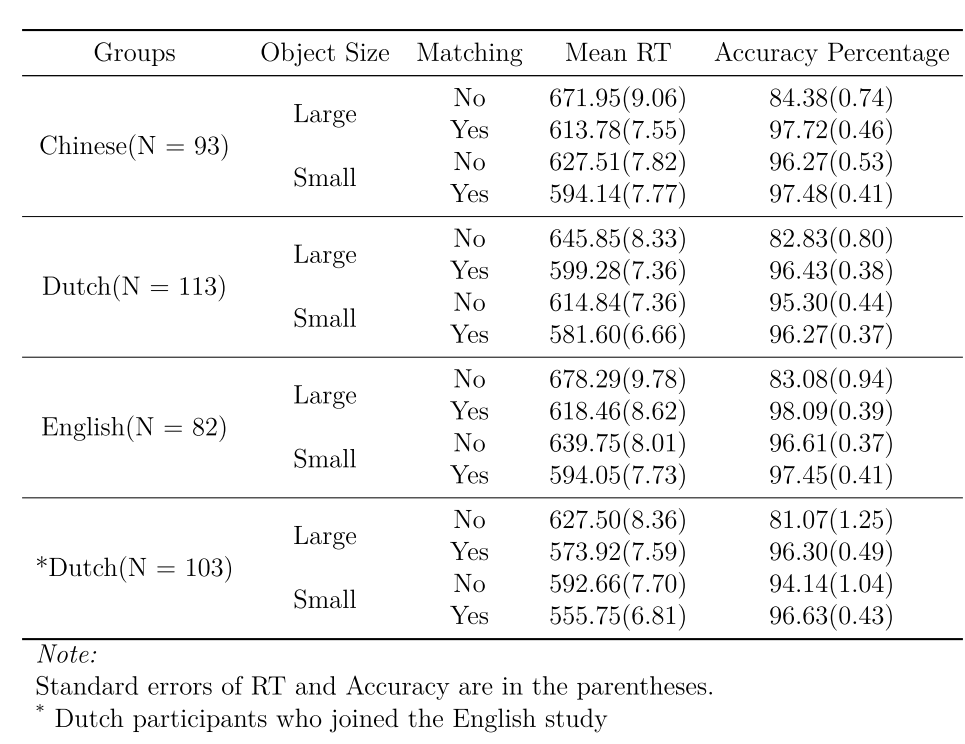 Groups Object Size Matching Mean RT Accuracy Percentage
Chinese(N = 93) Large No 671.95(9.06) 84.38(0.74)
Yes 613.78(7.55) 97.72(0.46)
Small No 627.51(7.82) 96.27(0.53)
Yes 594.14(7.77) 97.48(0.41)
Dutch(N = 113) Large No 645.85(8.33) 82.83(0.80)
Yes 599.28(7.36) 96.43(0.38)
Small No 614.84(7.36) 95.30(0.44)
Yes 581.60(6.66) 96.27(0.37)
English(N = 82) Large No 678.29(9.78) 83.08(0.94)
Yes 618.46(8.62) 98.09(0.39)
Small No 639.75(8.01) 96.61(0.37)
Yes 594.05(7.73) 97.45(0.41)
*Dutch(N = 103) Large No 627.50(8.36) 81.07(1.25)
Yes 573.92(7.59) 96.30(0.49)
Small No 592.66(7.70) 94.14(1.04)
Yes 555.75(6.81) 96.63(0.43)
Note:
Standard errors of RT and Accuracy are in the parentheses.
* Dutch participants who joined the English study